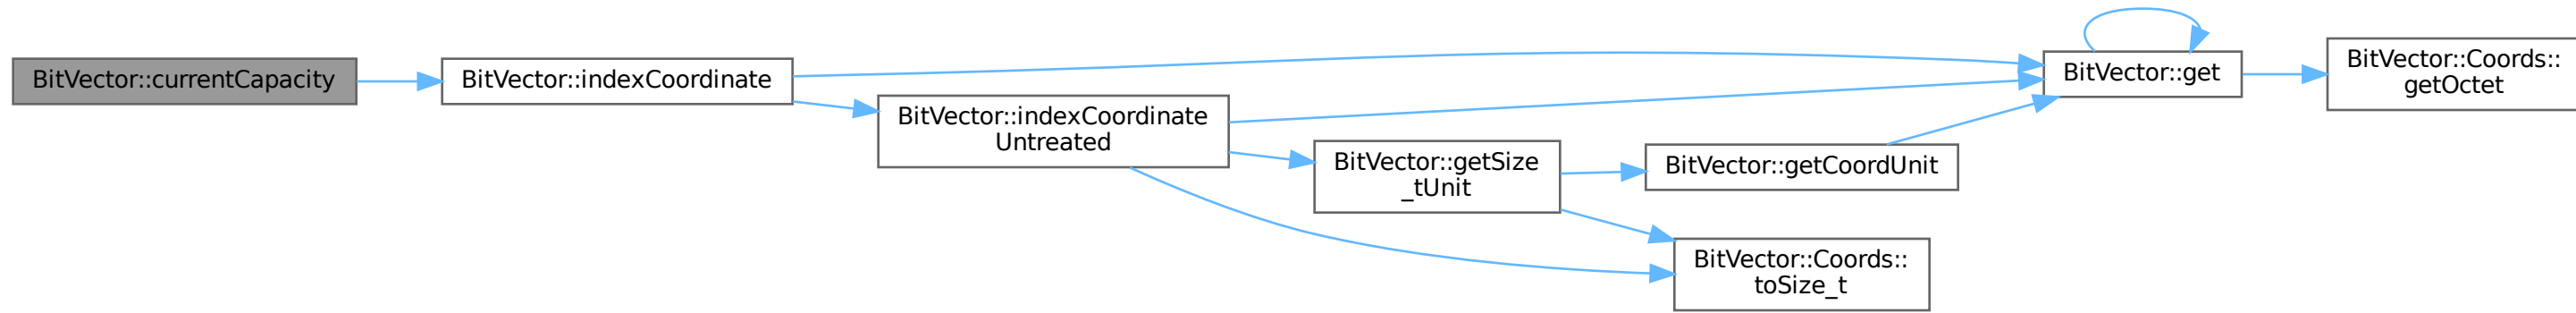 BitVector::currentCapacity
BitVector::indexCoordinate
BitVector::indexCoordinate
Untreated
BitVector::getSize
_tUnit
BitVector::getCoordUnit
BitVector::Coords::
toSize_t
BitVector::get
BitVector::Coords::
getOctet